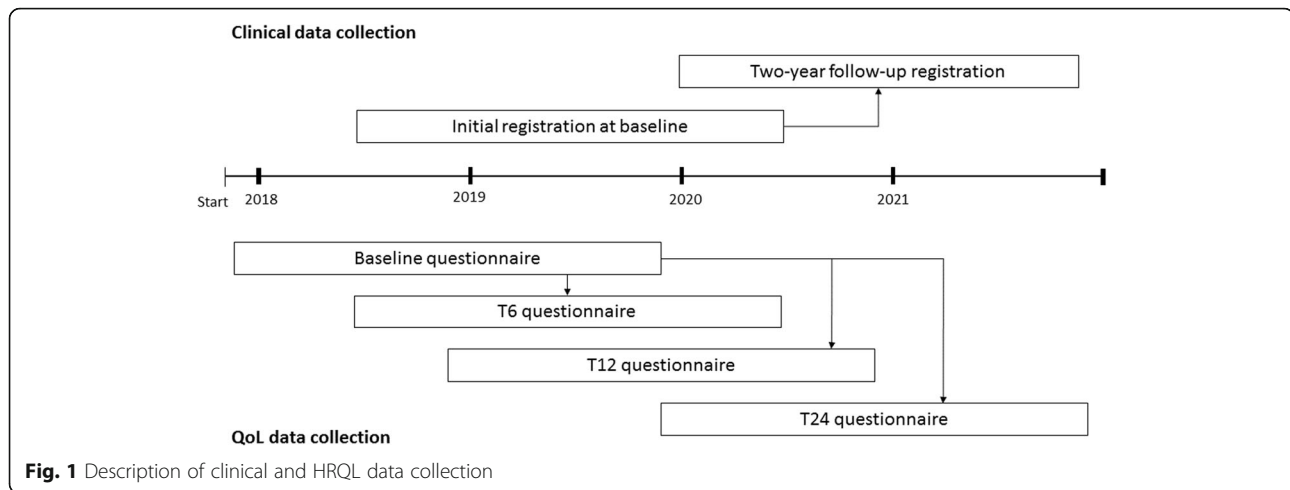 Clinical data collection
Two-year follow-up registration
Initial registration at baseline
Start 2018 2019 2020 2021
Baseline questionnaire
T6 questionnaire
T12 questionnaire
T24 questionnaire
QoL data collection
Fig. 1 Description of clinical and HRQL data collection